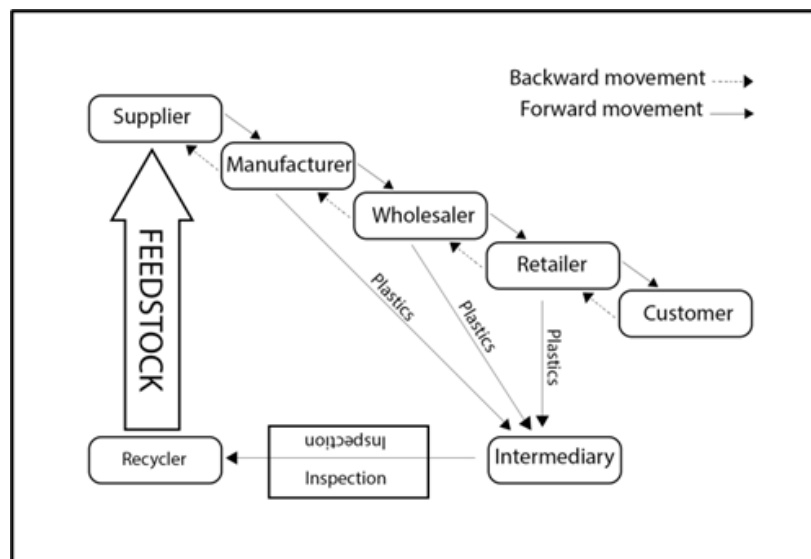 Backward movement
Forward movement
Supplier
Manufacturer
Wholesaler
Retailer
Customer
FEEDSTOCK
Plastics
Plastics
Plastics
Recycler
Inspection
Inspection
Intermediary